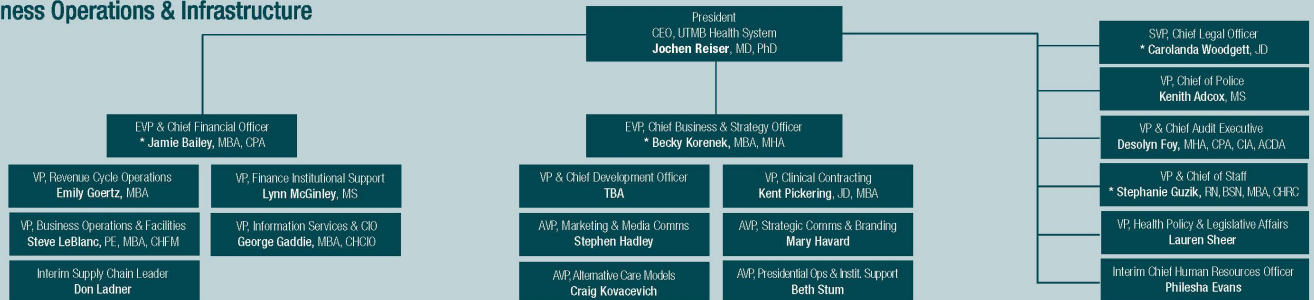 ness Operations & Infrastructure
President
CEO, UTMB Health System
Jochen Reiser, MD, PhD
EVP & Chief Financial Officer
* Jamie Bailey, MBA, CPA
VP, Revenue Cycle Operations
Emily Goertz, MBA
VP, Finance Institutional Support
Lynn McGinley, MS
VP, Business Operations & Facilities
Steve LeBlanc, PE, MBA, CHFM
VP, Information Services & CIO
George Gaddie, MBA, CHCIO
Interim Supply Chain Leader
Don Ladner
EVP, Chief Business & Strategy Officer
* Becky Korenek, MBA, MHA
VP & Chief Development Officer
TBA
VP, Clinical Contracting
Kent Pickering, JD, MBA
AVP, Marketing & Media Comms
Stephen Hadley
AVP, Strategic Comms & Branding
Mary Havard
AVP, Alternative Care Models
Craig Kovacevich
AVP, Presidential Ops & Instit. Support
Beth Stum
SVP, Chief Legal Officer
* Carolanda Woodgett, JD
VP, Chief of Police
Kenith Adcox, MS
VP & Chief Audit Executive
Desolyn Foy, MHA, CPA, CIA, ACDA
VP & Chief of Staff
* Stephanie Guzik, RN, BSN, MBA, CHRC
VP, Health Policy & Legislative Affairs
Lauren Sheer
Interim Chief Human Resources Officer
Philesha Evans